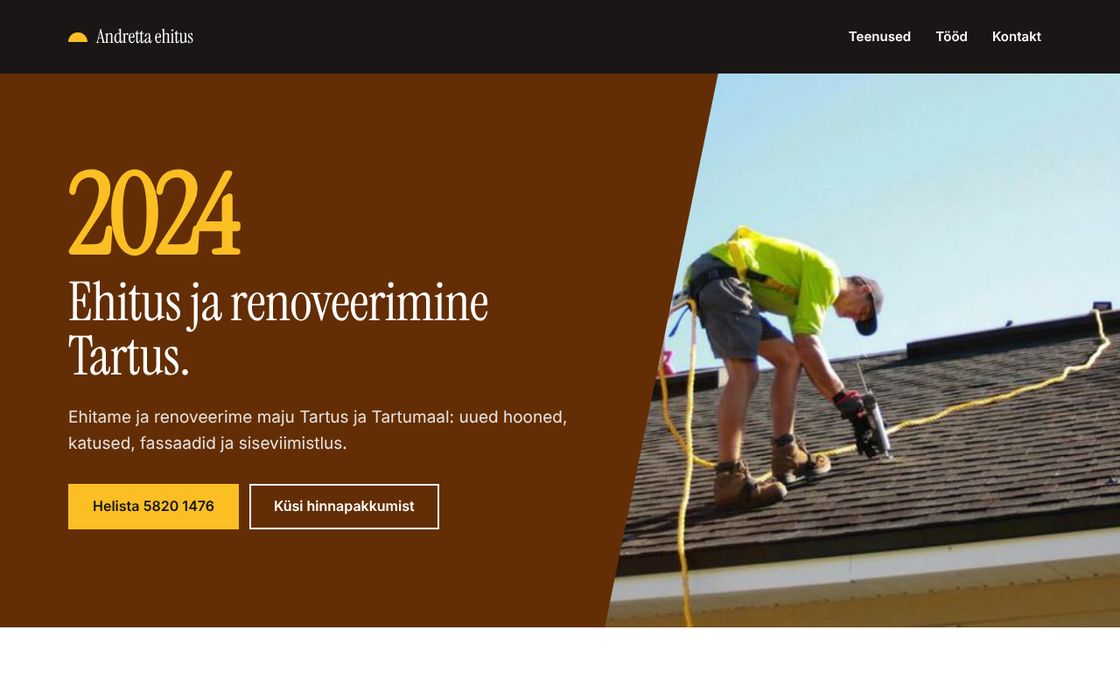 Andretta ehitus
Teenused Tööd Kontakt
2024
Ehitus ja renoveerimine
Tartus.
Ehitame ja renoveerime maju Tartus ja Tartumaal: uued hooned,
katused, fassaadid ja siseviimistlus.
Helista 5820 1476 Küsi hinnapakkumist